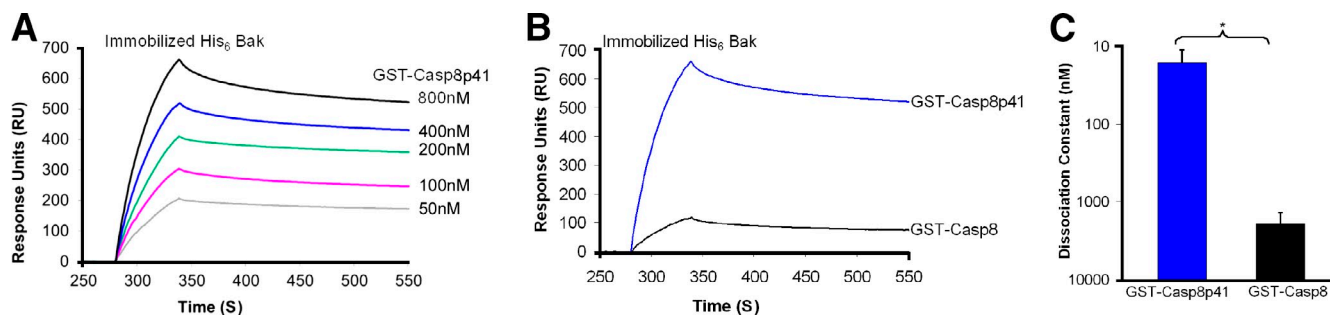 A
Immobilized His6 Bak
GST-Casp8p41
800nM
400nM
200nM
100nM
50nM
Response Units (RU)
700
600
500
400
300
200
100
0
250
300
350
400
450
500
550
Time (S)
B
Immobilized His6 Bak
GST-Casp8p41
GST-Casp8
Response Units (RU)
700
600
500
400
300
200
100
0
250
300
350
400
450
500
550
Time (S)
C
*
Dissociation Constant (nM)
10
100
1000
10000
GST-Casp8p41
GST-Casp8